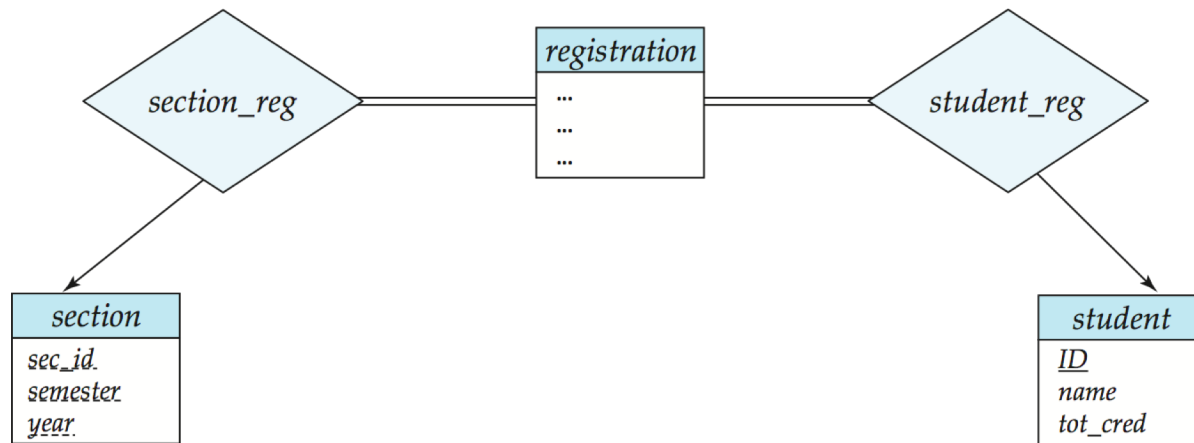 registration
section_reg
...
student_reg
...
...
section
student
sec_id
ID
semester
name
year
tot_cred